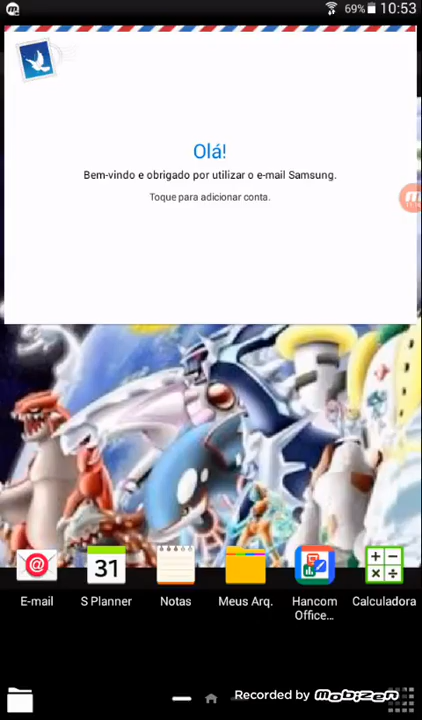 69% 10:53
Olá!
Bem-vindo e obrigado por utilizar o e-mail Samsung.
Toque para adicionar conta.
31
E-mail S Planner Notas Meus Arq. Hancom Office... Calculadora
Recorded by mobizen